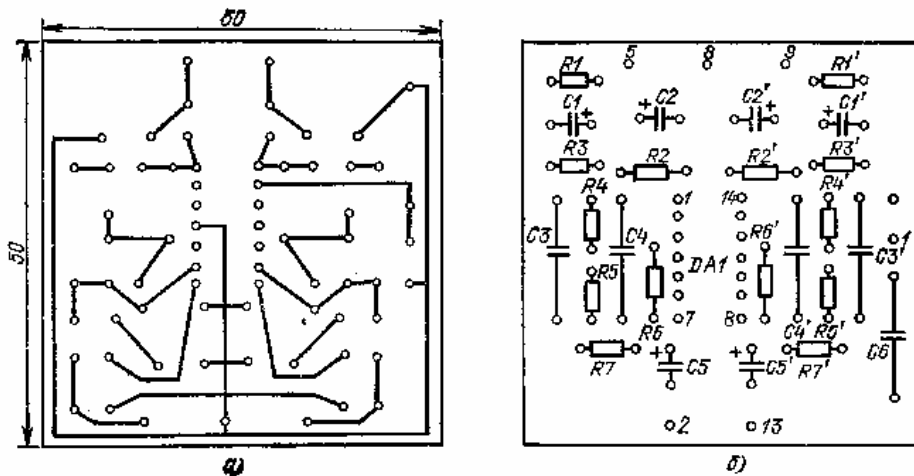 50
50
а)
5 8 9
R1 R1'
C1 + + C2 C2' + + C1'
R3 R2 R2' R3'
R4 1 14 R4'
C3 C4 R6' 1
R5 DA1 C3'
R6 7 8 C4' R5' C6
R7 + C5 + C5' R7'
2 13
б)